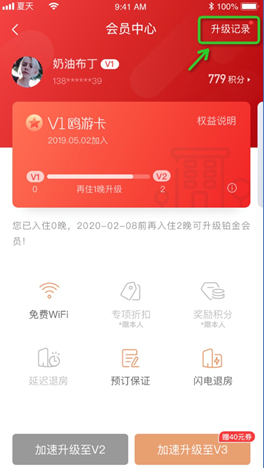 夏天 9:41 AM 100%
会员中心 升级记录
奶油布丁 V1
138******39
779 积分
V1鸥游卡 权益说明
2019.05.02加入
V1 V2
0 再住1晚升级 2
您已入住0晚，2020-02-08前再入住2晚可升级铂金会
员！
免费WiFi 专项折扣 奖励积分
*限本人 *限本人
延迟退房 预订保证 闪电退房
赠40元券
加速升级至V2 加速升级至V3